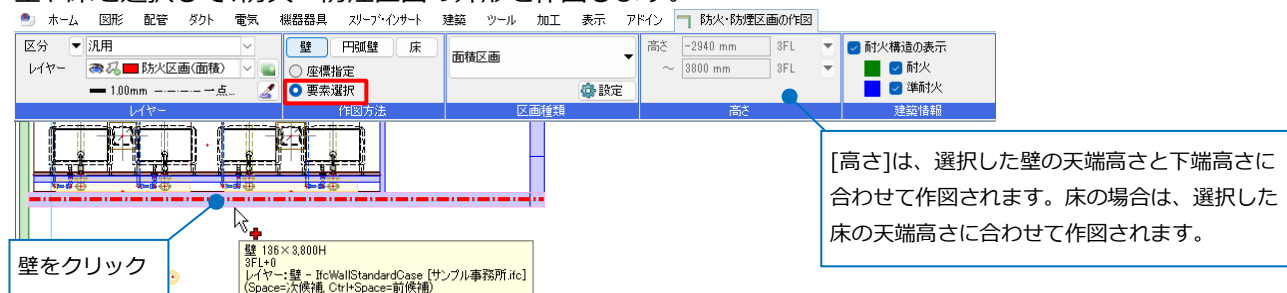 壁や床を選択して、防火・防煙区画の外形を作図します。
ホーム 図形 配管 ダクト 電気 機器器具 スリーブ・インサート 建築 ツール 加工 表示 アドイン 防火・防煙区画の作図
区分 汎用
レイヤー 防火区画(面積)
1.00mm 一点...
レイヤー
壁 円弧壁 床
座標指定
要素選択
作図方法
面積区画
設定
区画種類
高さ -2940 mm 3FL
～ 3800 mm 3FL
高さ
耐火構造の表示
耐火
準耐火
建築情報
[高さ]は、選択した壁の天端高さと下端高さに
合わせて作図されます。床の場合は、選択した
床の天端高さに合わせて作図されます。
壁をクリック
壁 136×3,800H
3FL+0
レイヤー：壁 - IfcWallStandardCase [サンプル事務所.ifc]
(Space=次候補, Ctrl+Space=前候補)